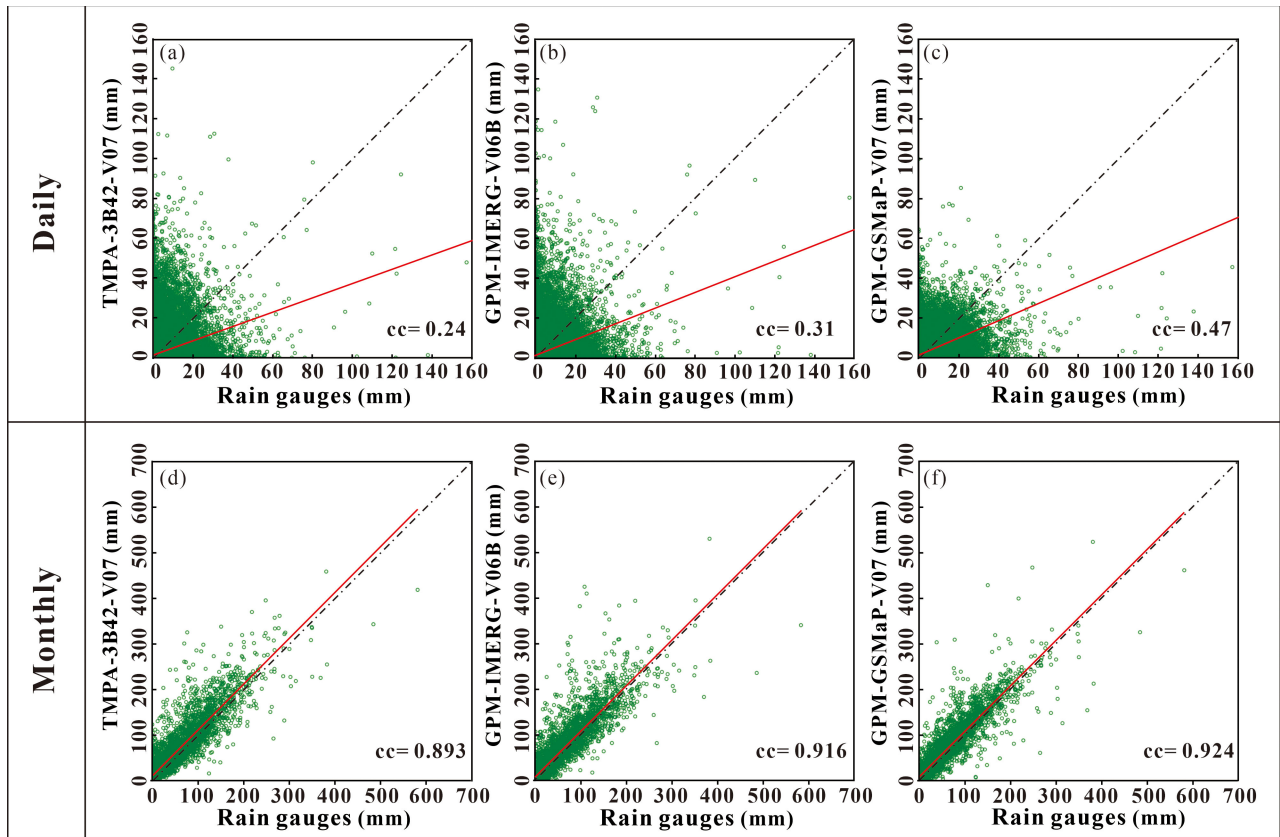 Daily
(a)
TMPA-3B42-V07 (mm)
0 20 40 60 80 100 120 140 160
cc= 0.24
0 20 40 60 80 100 120 140 160
Rain gauges (mm)
(b)
GPM-IMERG-V06B (mm)
0 20 40 60 80 100 120 140 160
cc= 0.31
0 20 40 60 80 100 120 140 160
Rain gauges (mm)
(c)
GPM-GSMaP-V07 (mm)
0 20 40 60 80 100 120 140 160
cc= 0.47
0 20 40 60 80 100 120 140 160
Rain gauges (mm)
Monthly
(d)
TMPA-3B42-V07 (mm)
0 100 200 300 400 500 600 700
cc= 0.893
0 100 200 300 400 500 600 700
Rain gauges (mm)
(e)
GPM-IMERG-V06B (mm)
0 100 200 300 400 500 600 700
cc= 0.916
0 100 200 300 400 500 600 700
Rain gauges (mm)
(f)
GPM-GSMaP-V07 (mm)
0 100 200 300 400 500 600 700
cc= 0.924
0 100 200 300 400 500 600 700
Rain gauges (mm)